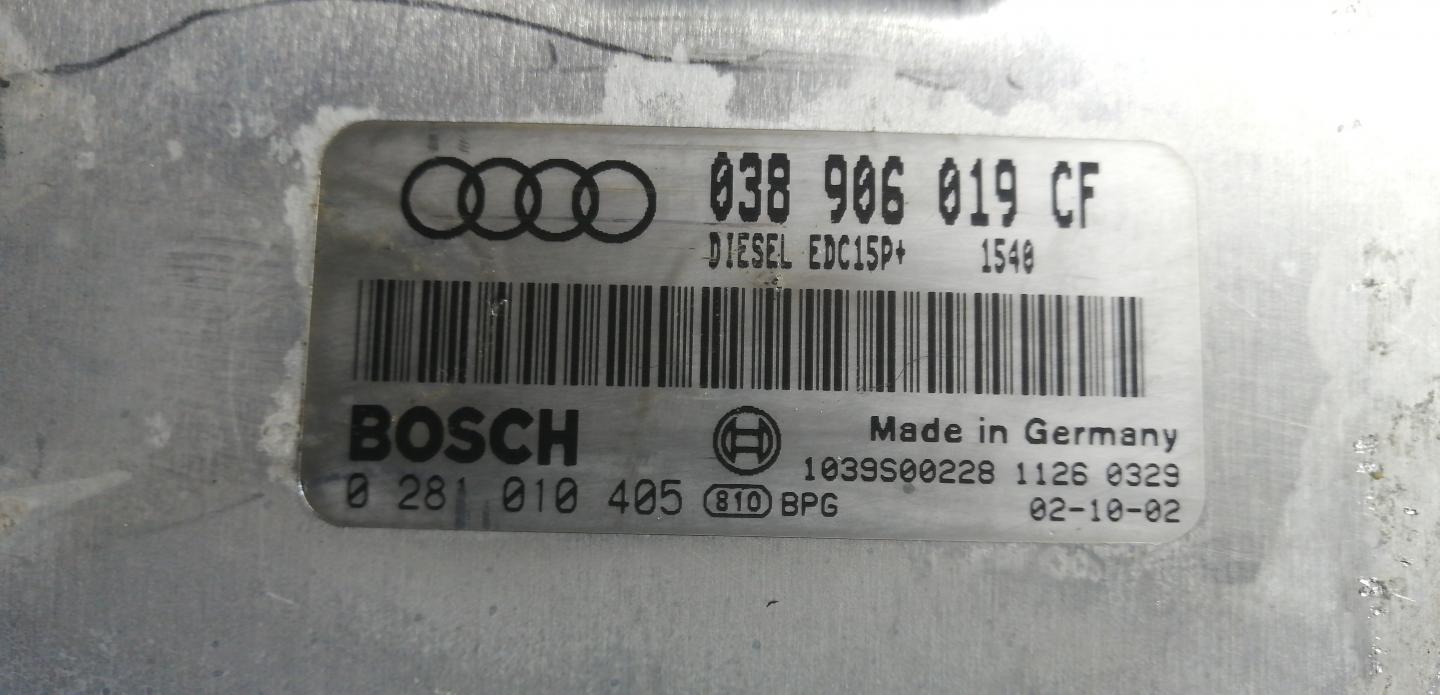 038 906 019 CF
DIESEL EDC15P+ 1540
BOSCH
Made in Germany
1039S00228 1126 0329
0 281 010 405 810 BPG
02-10-02